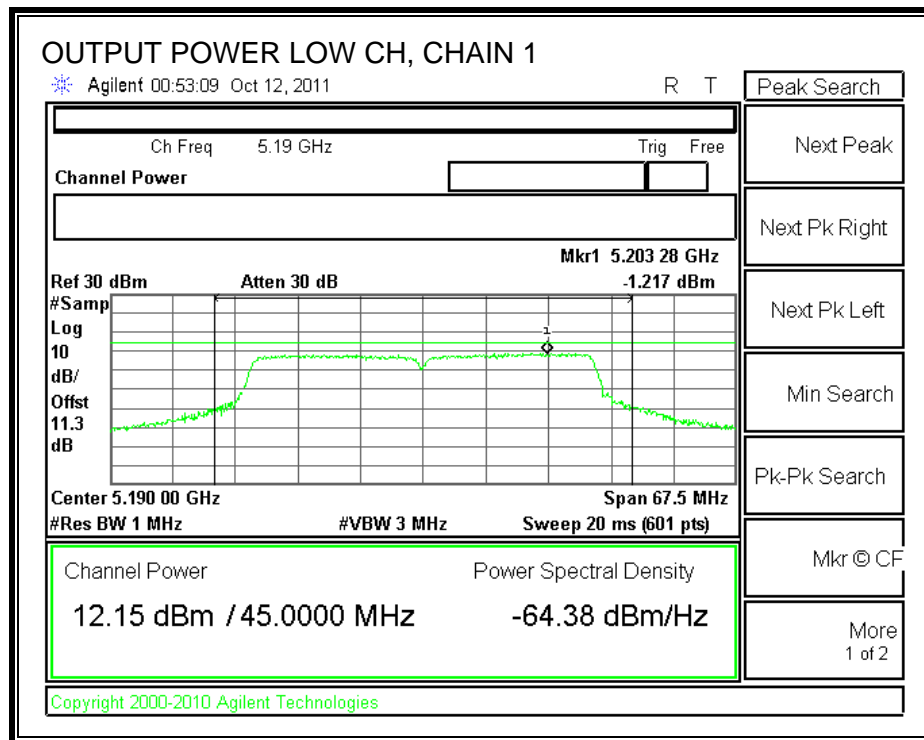 OUTPUT POWER LOW CH, CHAIN 1
Agilent 00:53:09 Oct 12, 2011 R T
Peak Search
Ch Freq 5.19 GHz Trig Free
Channel Power
Mkr1 5.203 28 GHz
Ref 30 dBm Atten 30 dB -1.217 dBm
#Samp
Log
10
dB/
Offst
11.3
dB
1
Center 5.190 00 GHz Span 67.5 MHz
#Res BW 1 MHz #VBW 3 MHz Sweep 20 ms (601 pts)
Channel Power Power Spectral Density
12.15 dBm / 45.0000 MHz -64.38 dBm/Hz
Copyright 2000-2010 Agilent Technologies
Next Peak
Next Pk Right
Next Pk Left
Min Search
Pk-Pk Search
Mkr © CF
More
1 of 2